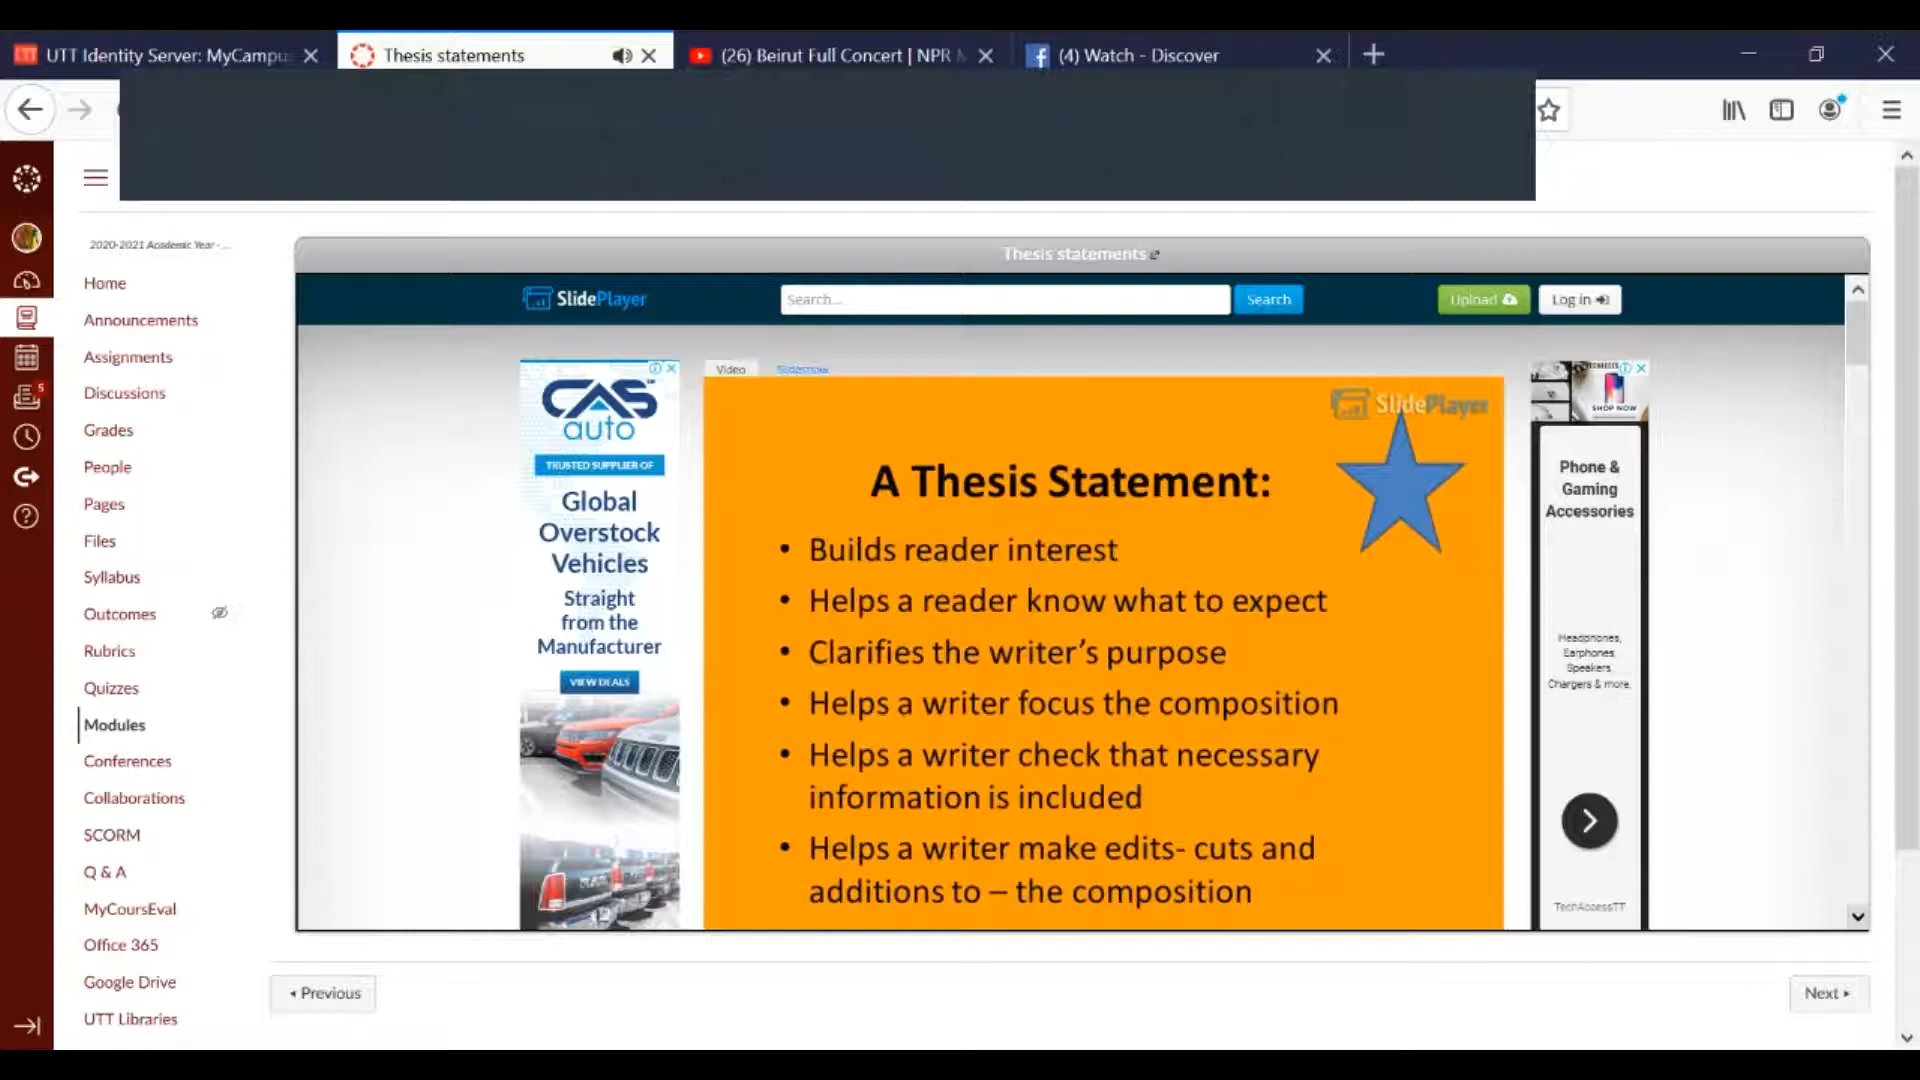 UTT Identity Server: MyCampu
Thesis statements
(26) Beirut Full Concert | NPR
(4) Watch - Discover
2020-2021 Academic Year - ...
Home
Announcements
Assignments
Discussions
Grades
People
Pages
Files
Syllabus
Outcomes
Rubrics
Quizzes
Modules
Conferences
Collaborations
SCORM
Q & A
MyCoursEval
Office 365
Google Drive
UTT Libraries
5
Thesis statements
SlidePlayer
Search...
Search
Upload
Log in
CAS
auto
TRUSTED SUPPLIER OF
Global
Overstock
Vehicles
Straight
from the
Manufacturer
VIEW DEALS
Video
Slideshow
SlidePlayer
A Thesis Statement:
• Builds reader interest
• Helps a reader know what to expect
• Clarifies the writer's purpose
• Helps a writer focus the composition
• Helps a writer check that necessary
information is included
• Helps a writer make edits- cuts and
additions to – the composition
SHOP NOW
Phone &
Gaming
Accessories
Headphones,
Earphones,
Speakers,
Chargers & more.
TechAccessTT
Previous
Next